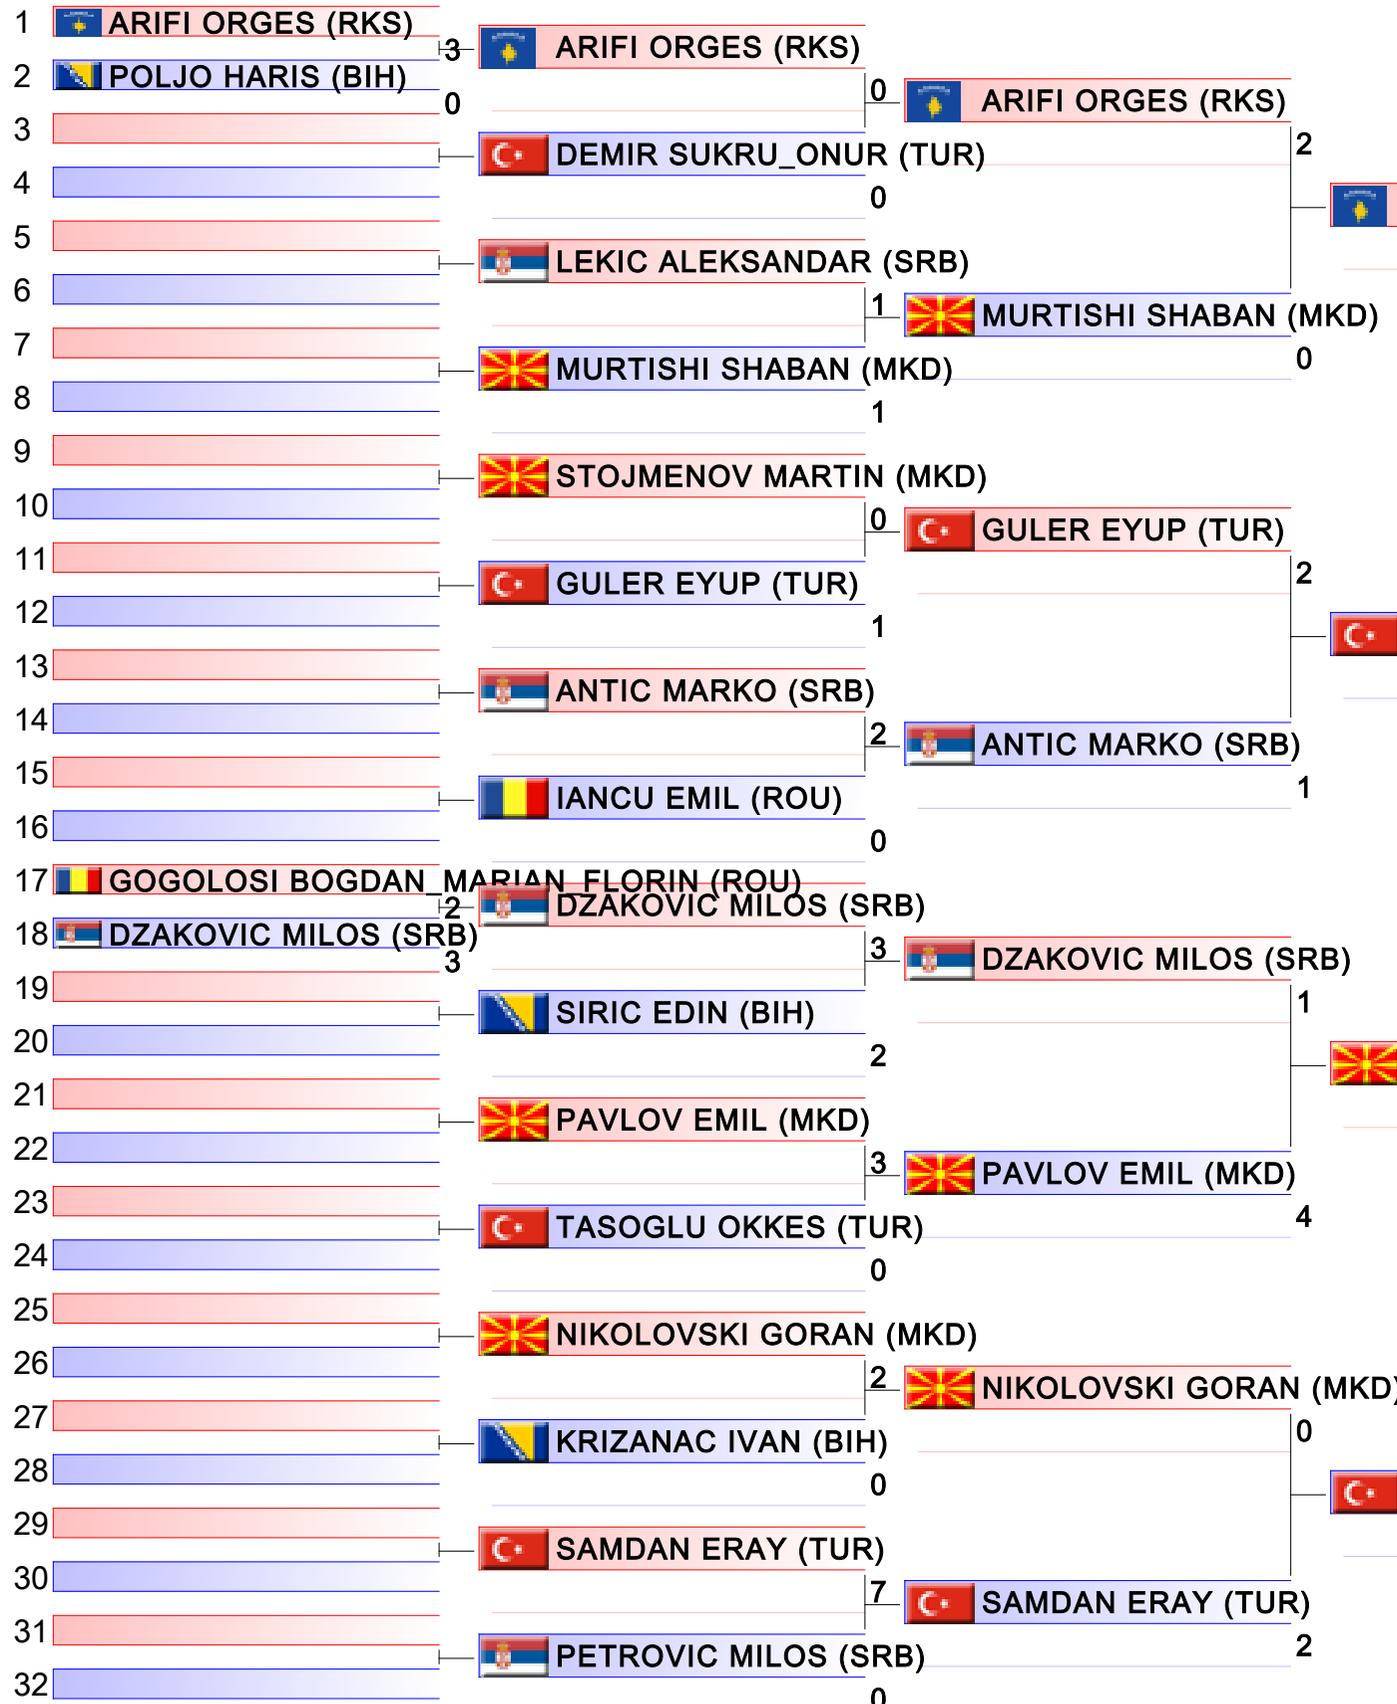 1 ARIFI ORGES (RKS)
3 ARIFI ORGES (RKS)
2 POLJO HARIS (BIH)
0
0 ARIFI ORGES (RKS)
3
2
DEMIR SUKRU_ONUR (TUR)
4
0
5
LEKIC ALEKSANDAR (SRB)
6
1 MURTISHI SHABAN (MKD)
7
0
MURTISHI SHABAN (MKD)
8
1
9
STOJMENOV MARTIN (MKD)
10
0 GULER EYUP (TUR)
11
2
GULER EYUP (TUR)
12
1
13
ANTIC MARKO (SRB)
14
2 ANTIC MARKO (SRB)
15
1
IANCU EMIL (ROU)
16
0
17 GOGOLOSI BOGDAN_MARIAN_FLORIN (ROU)
2 DZAKOVIC MILOS (SRB)
18 DZAKOVIC MILOS (SRB)
3
3 DZAKOVIC MILOS (SRB)
19
1
SIRIC EDIN (BIH)
20
2
21
PAVLOV EMIL (MKD)
22
3 PAVLOV EMIL (MKD)
23
4
TASOGLU OKKES (TUR)
24
0
25
NIKOLOVSKI GORAN (MKD)
26
2 NIKOLOVSKI GORAN (MKD)
27
0
KRIZANAC IVAN (BIH)
28
0
29
SAMDAN ERAY (TUR)
30
7 SAMDAN ERAY (TUR)
31
2
PETROVIC MILOS (SRB)
32
0